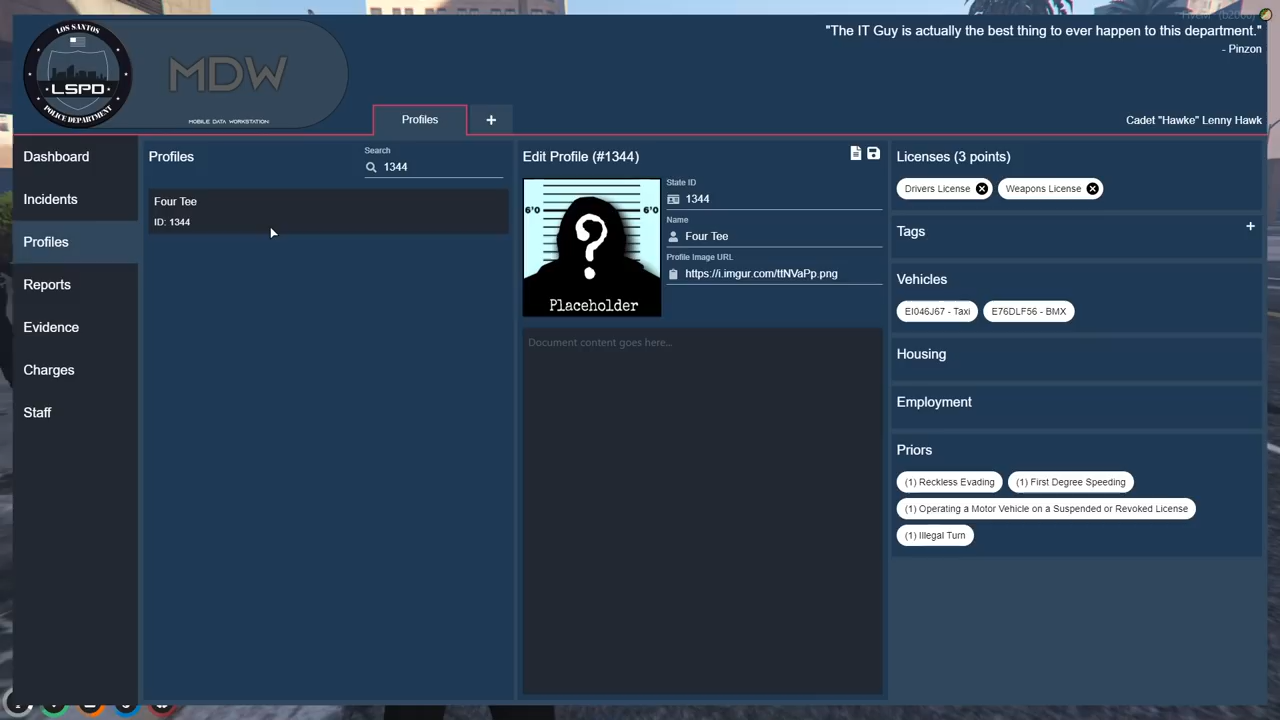 LOS SANTOS
LSPD
POLICE DEPARTMENT
MDW
MOBILE DATA WORKSTATION
"The IT Guy is actually the best thing to ever happen to this department."
- Pinzon
Profiles
+
Cadet "Hawke" Lenny Hawk
Dashboard
Incidents
Profiles
Reports
Evidence
Charges
Staff
Profiles
Search
1344
Four Tee
ID: 1344
Edit Profile (#1344)
6'0
6'0
?
Placeholder
State ID
1344
Name
Four Tee
Profile Image URL
https://i.imgur.com/ttNVaPp.png
Document content goes here...
Licenses (3 points)
Drivers License
Weapons License
Tags
+
Vehicles
EI046J67 - Taxi
E76DLF56 - BMX
Housing
Employment
Priors
(1) Reckless Evading
(1) First Degree Speeding
(1) Operating a Motor Vehicle on a Suspended or Revoked License
(1) Illegal Turn